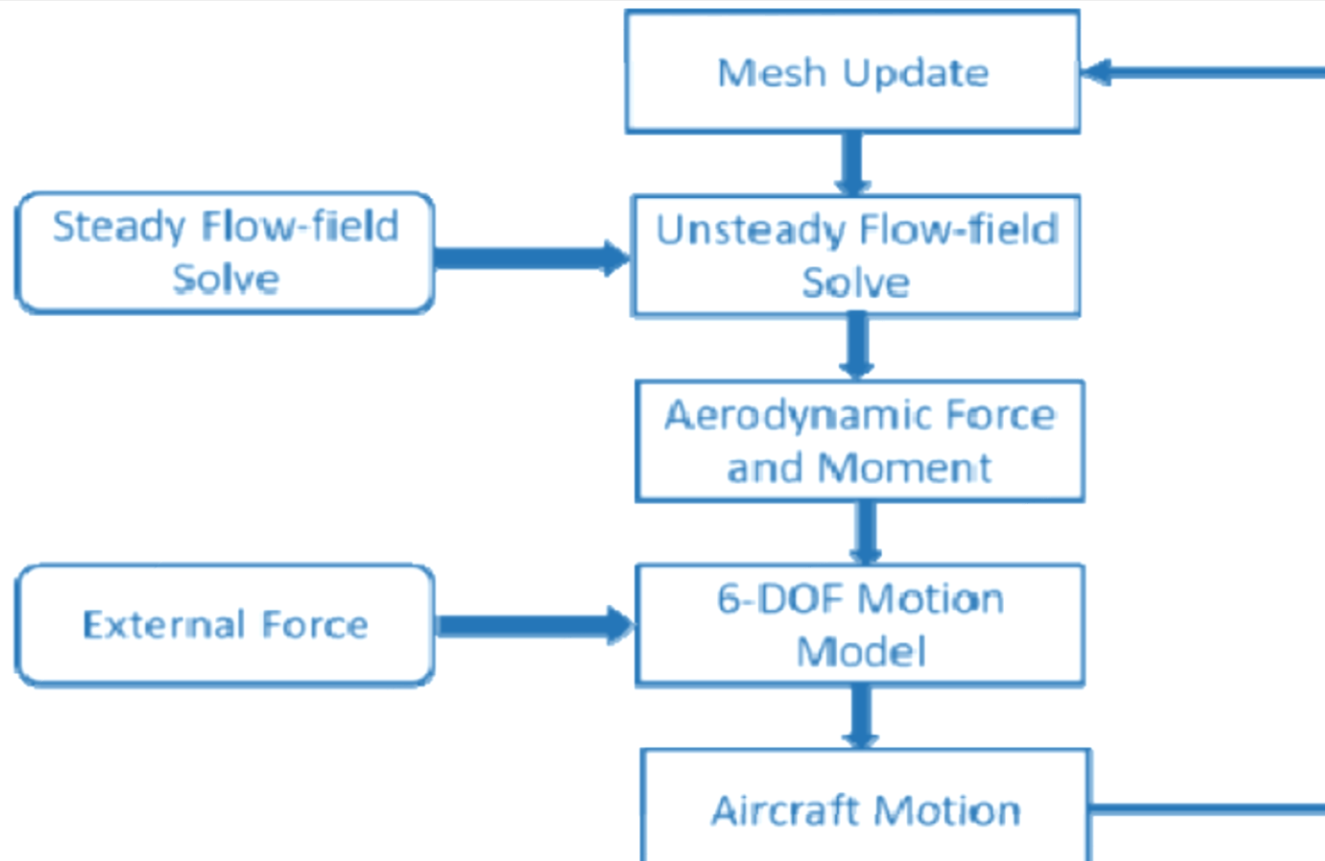 Mesh Update
Steady Flow-field
Solve
Unsteady Flow-field
Solve
Aerodynamic Force
and Moment
External Force
6-DOF Motion
Model
Aircraft Motion